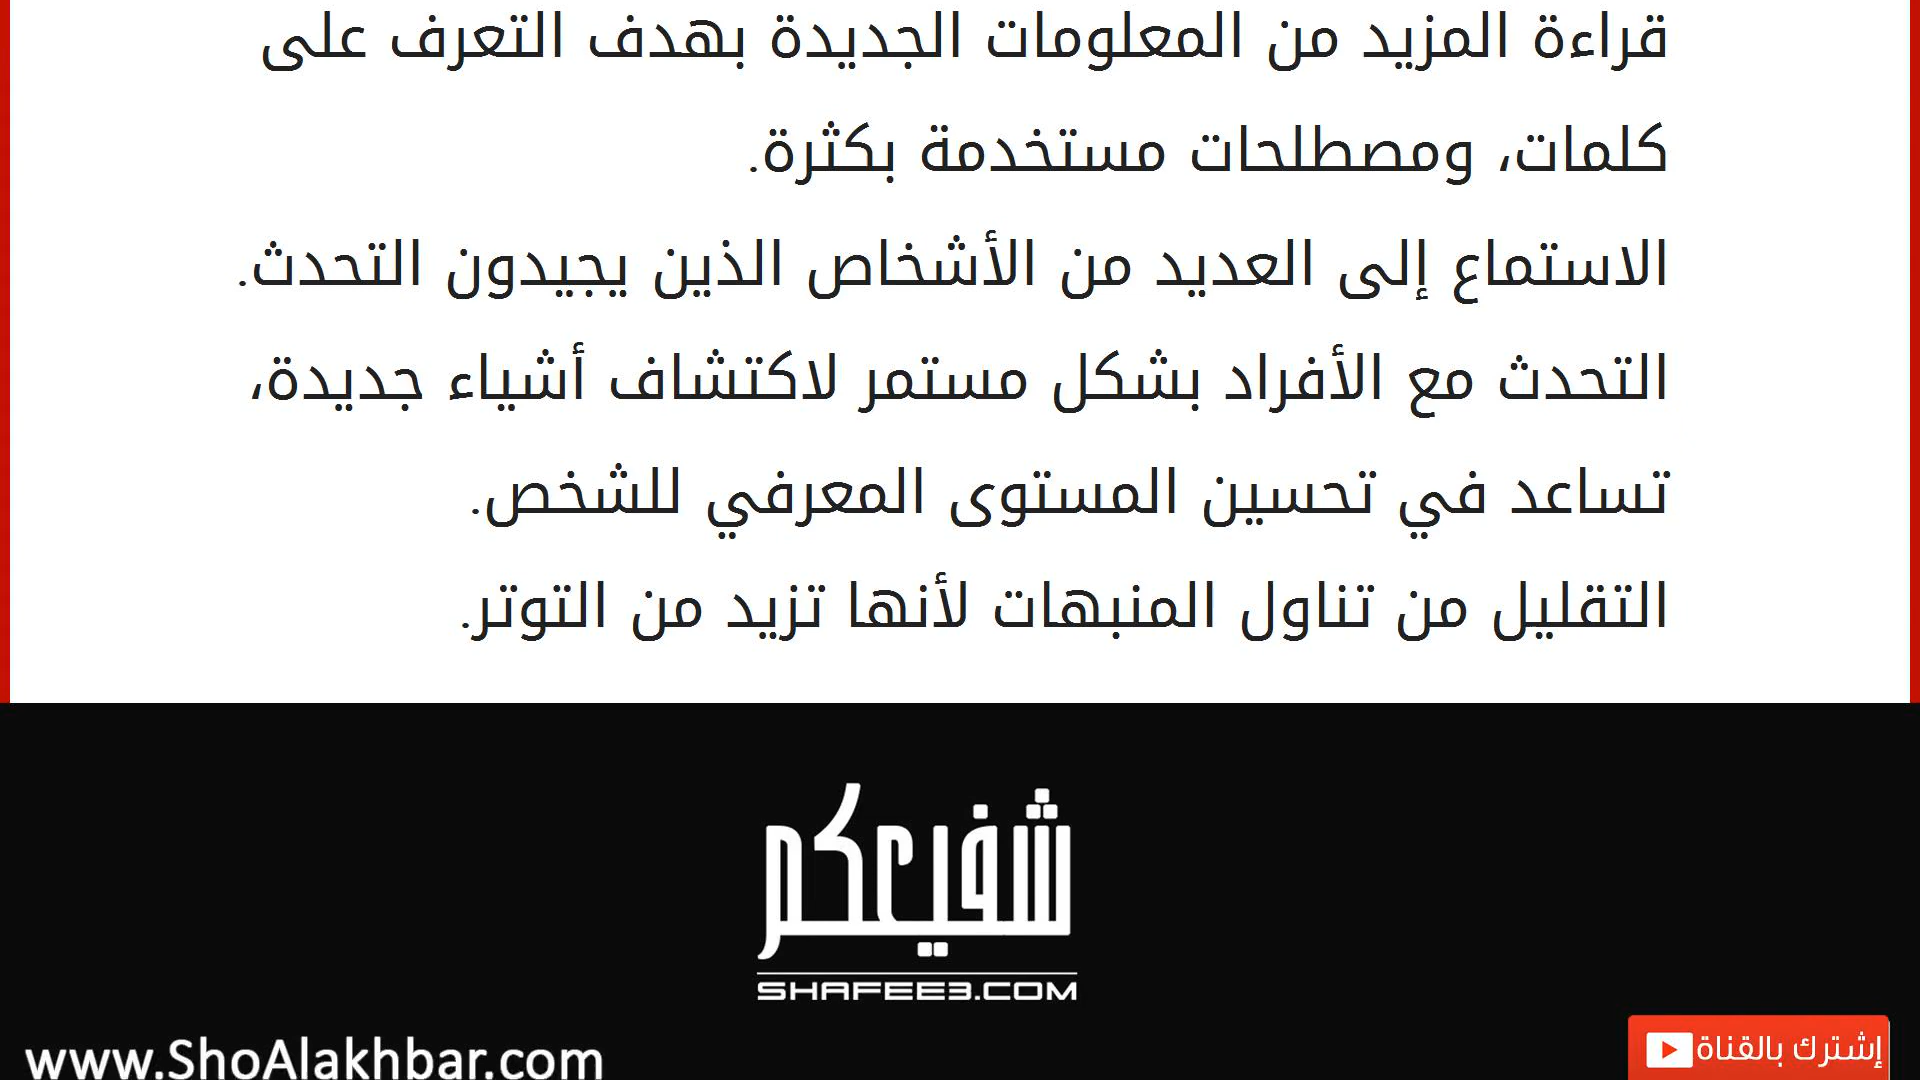 قراءة المزيد من المعلومات الجديدة بهدف التعرف على
كلمات، ومصطلحات مستخدمة بكثرة.
الاستماع إلى العديد من الأشخاص الذين يجيدون التحدث.
التحدث مع الأفراد بشكل مستمر لاكتشاف أشياء جديدة،
تساعد في تحسين المستوى المعرفي للشخص.
التقليل من تناول المنبهات لأنها تزيد من التوتر.
شفيعكم
SHAFEE3.COM
www.ShoAlakhbar.com
إشترك بالقناة